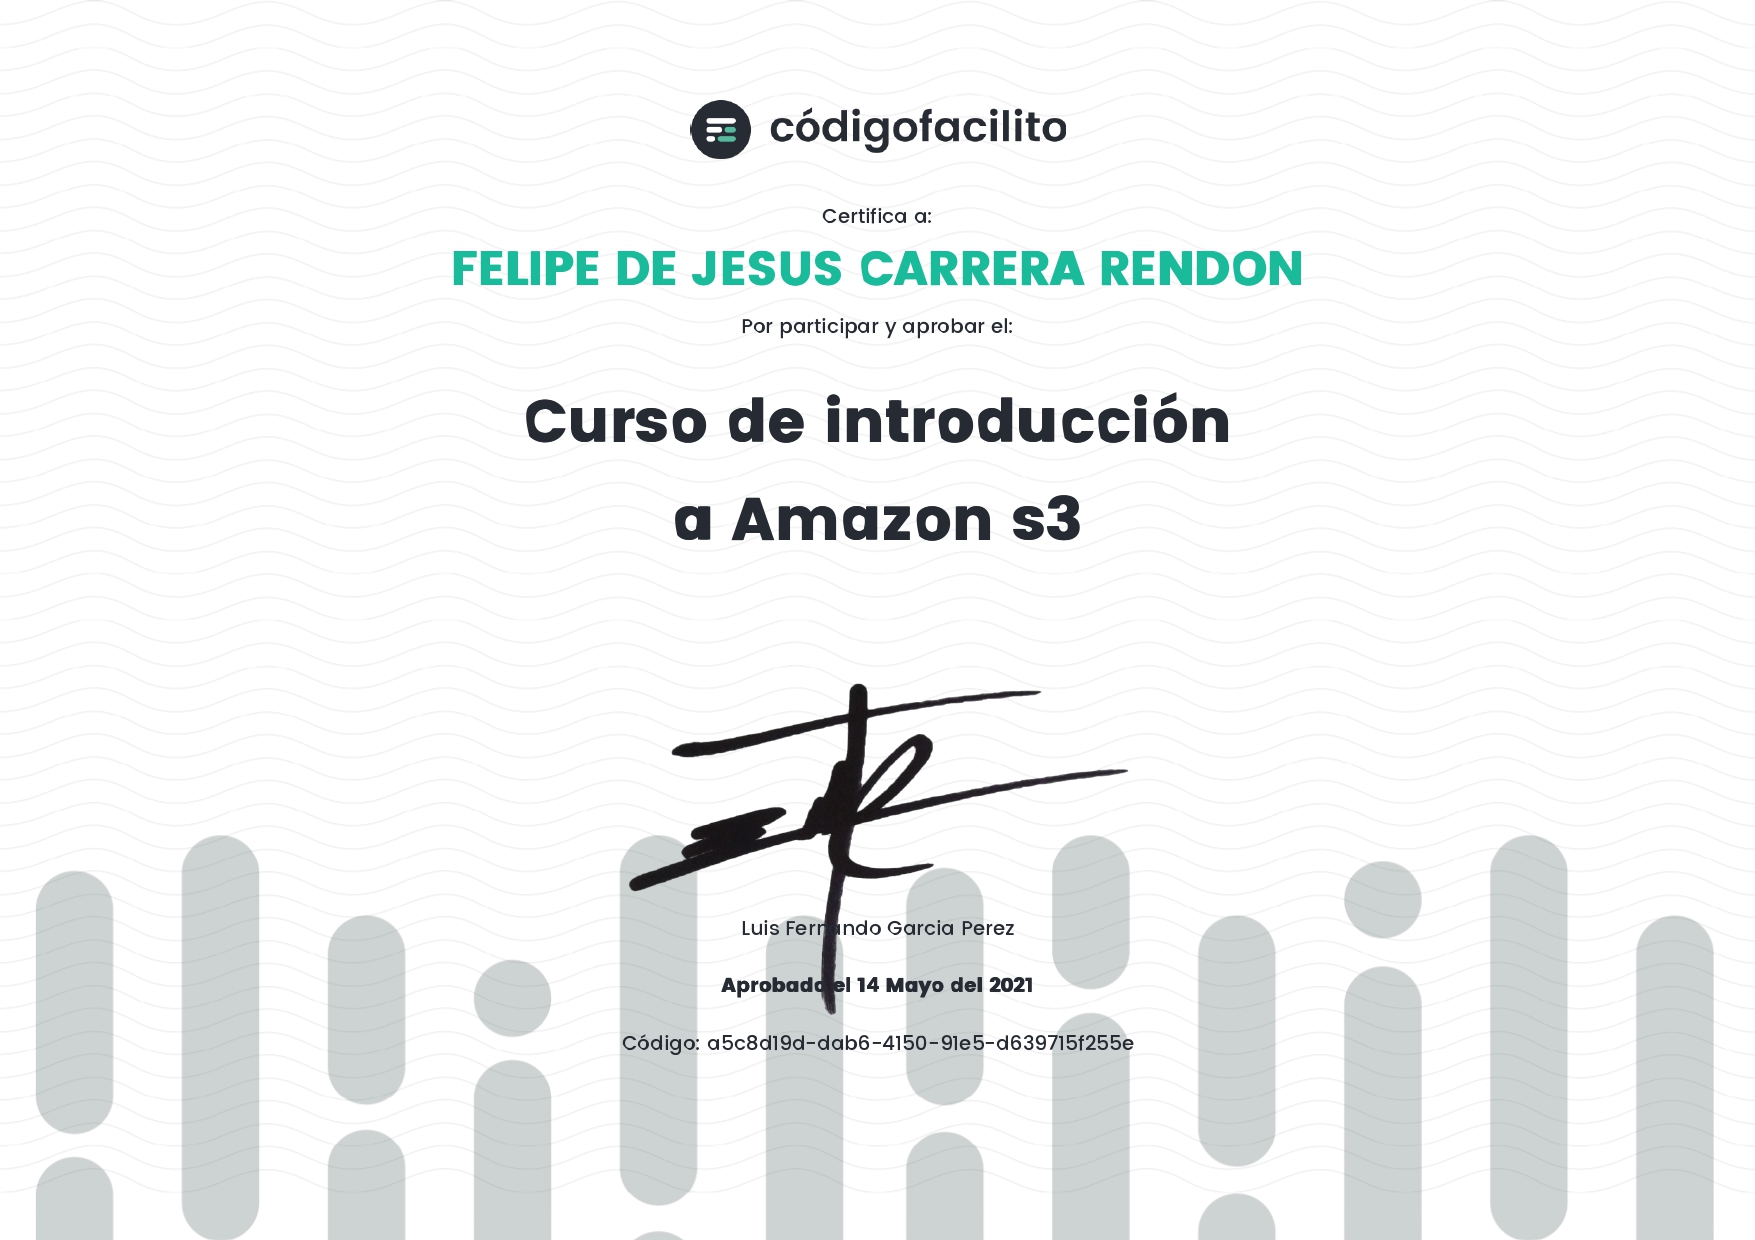 códigofacilito
Certifica a:
FELIPE DE JESUS CARRERA RENDON
Por participar y aprobar el:
Curso de introducción
a Amazon s3
Luis Fernando Garcia Perez
Aprobado el 14 Mayo del 2021
Código: a5c8d19d-dab6-4150-91e5-d639715f255e